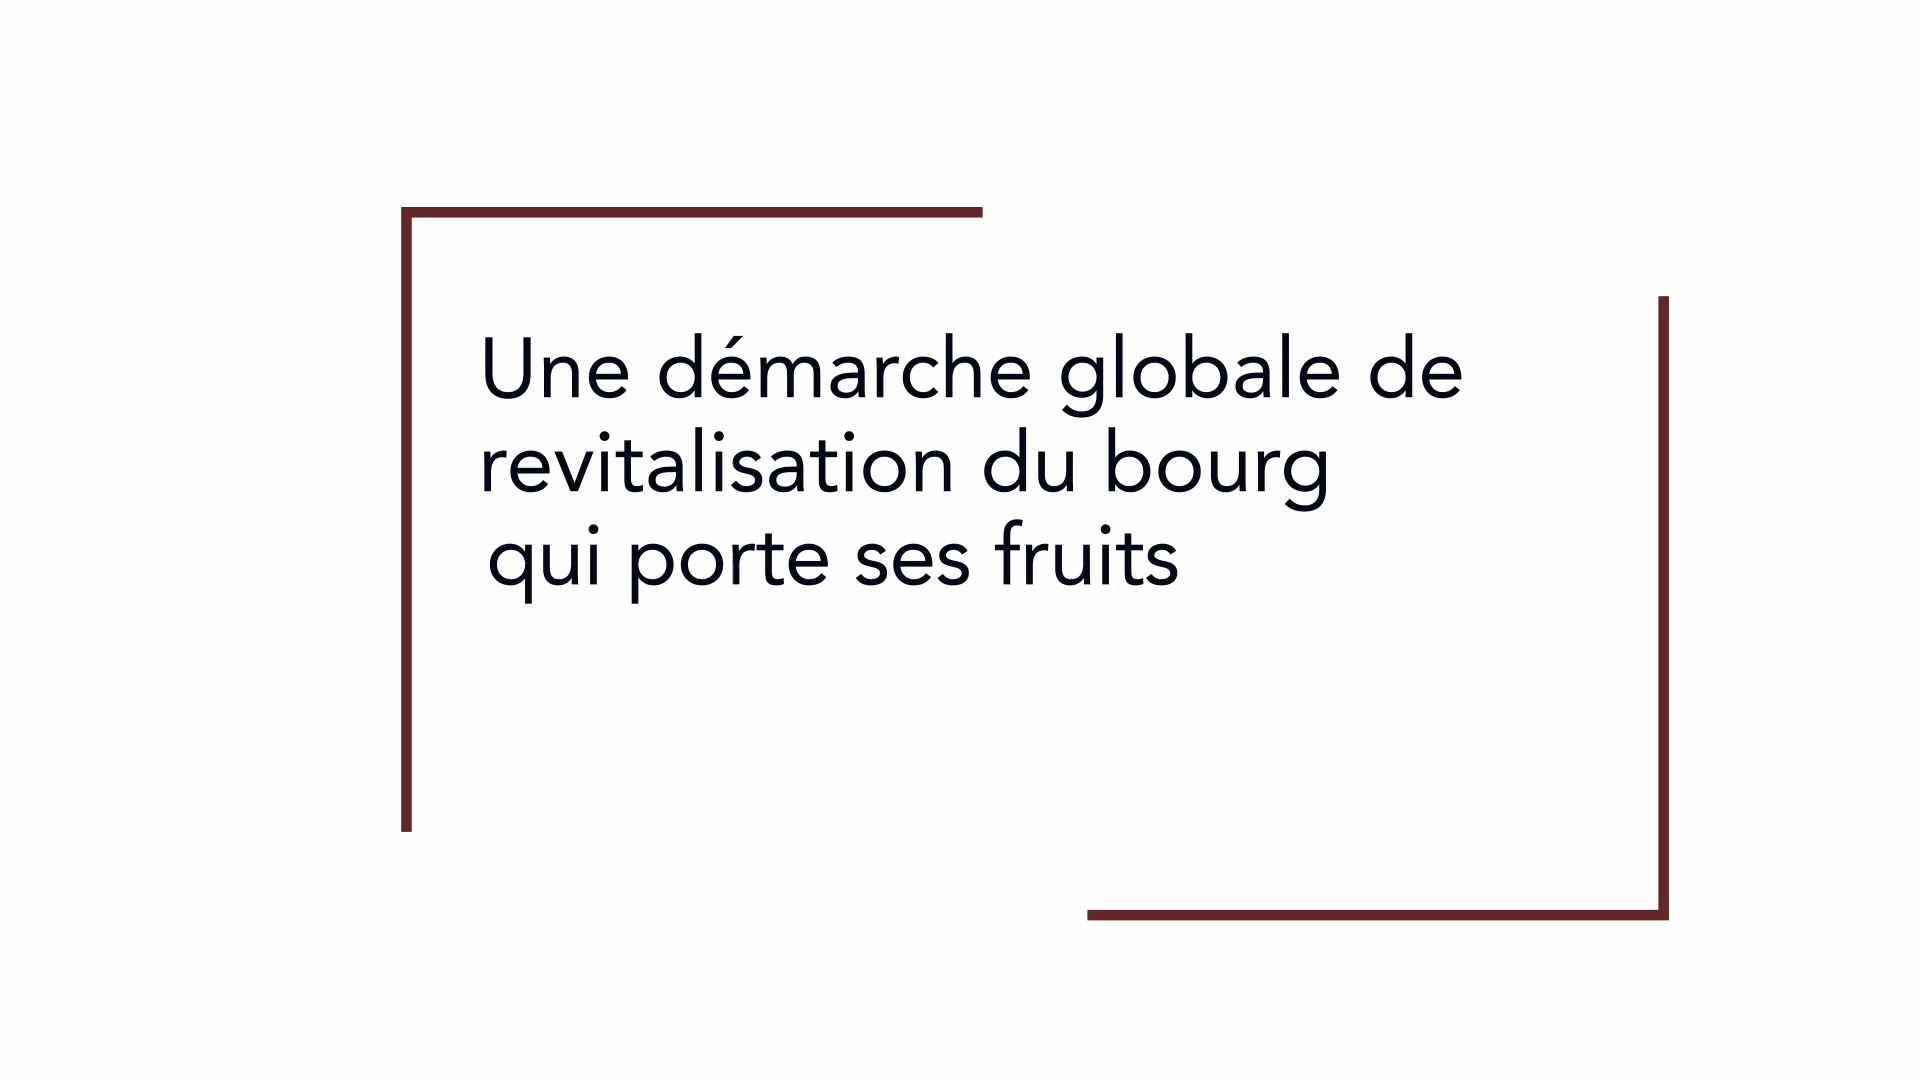 Une démarche globale de
revitalisation du bourg
qui porte ses fruits